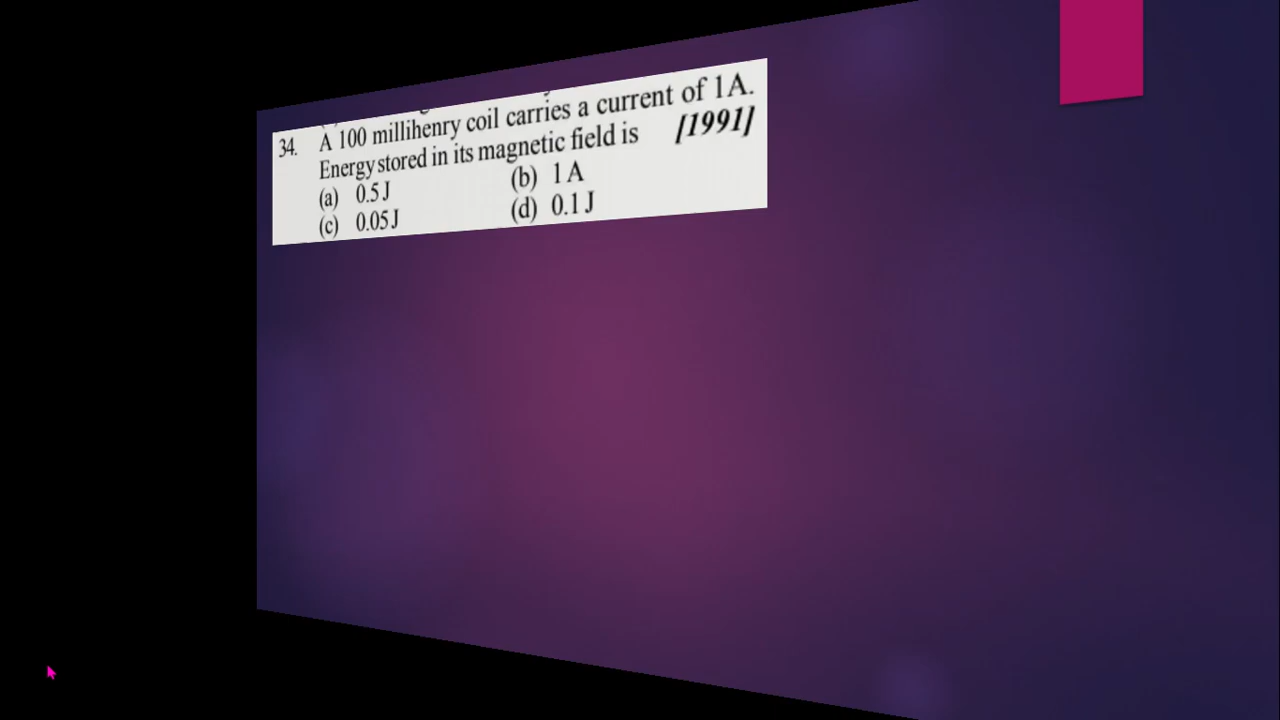 34. A 100 millihenry coil carries a current of 1A.
Energy stored in its magnetic field is [1991]
(a) 0.5 J (b) 1 A
(c) 0.05 J (d) 0.1 J